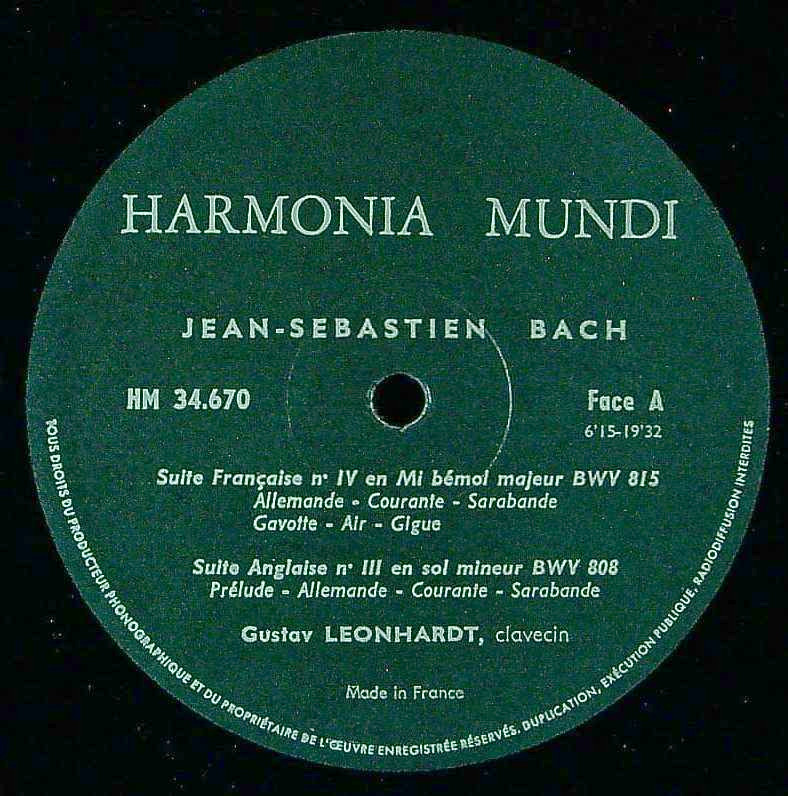 HARMONIA MUNDI
JEAN-SEBASTIEN BACH
HM 34.670
Face A
6'15-19'32
Suite Française n° IV en Mi bémol majeur BWV 815
Allemande - Courante - Sarabande
Gavotte - Air - Gigue
Suite Anglaise n° III en sol mineur BWV 808
Prélude - Allemande - Courante - Sarabande
Gustav LEONHARDT, clavecin
Made in France
TOUS DROITS DU PRODUCTEUR PHONOGRAPHIQUE ET DU PROPRIÉTAIRE DE L'ŒUVRE ENREGISTRÉE RÉSERVÉS. DUPLICATION, EXÉCUTION PUBLIQUE, RADIODIFFUSION INTERDITES